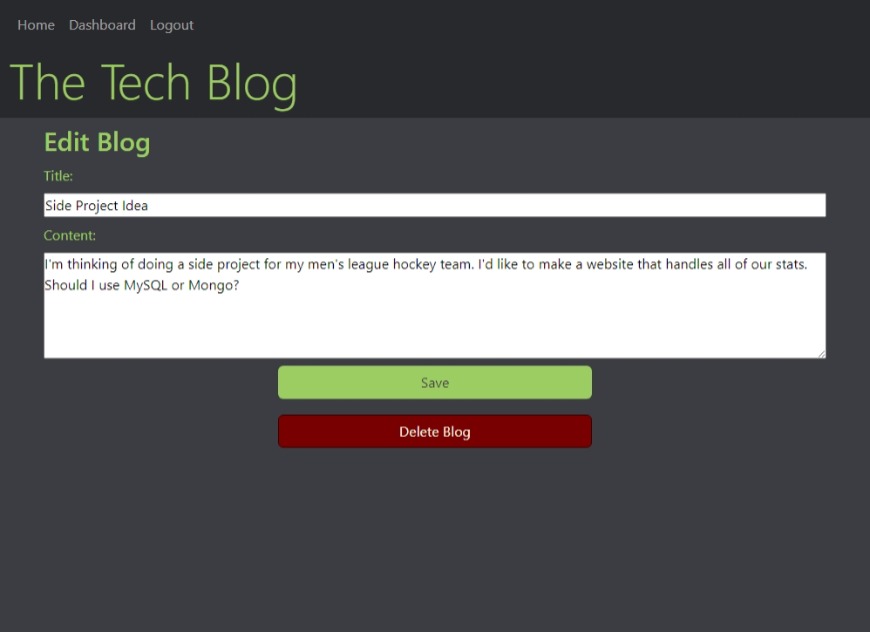 Home Dashboard Logout
The Tech Blog
Edit Blog
Title:
Side Project Idea
Content:
I'm thinking of doing a side project for my men's league hockey team. I'd like to make a website that handles all of our stats.
Should I use MySQL or Mongo?
Save
Delete Blog